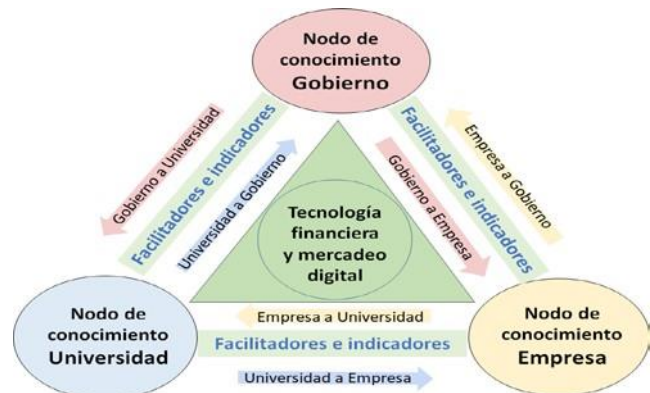 Nodo de
conocimiento
Gobierno
Gobierno a Universidad
Facilitadores e indicadores
Universidad a Gobierno
Gobierno a Empresa
Facilitadores e indicadores
Empresa a Gobierno
Tecnología
financiera
y mercadeo
digital
Nodo de
conocimiento
Universidad
Empresa a Universidad
Facilitadores e indicadores
Universidad a Empresa
Nodo de
conocimiento
Empresa